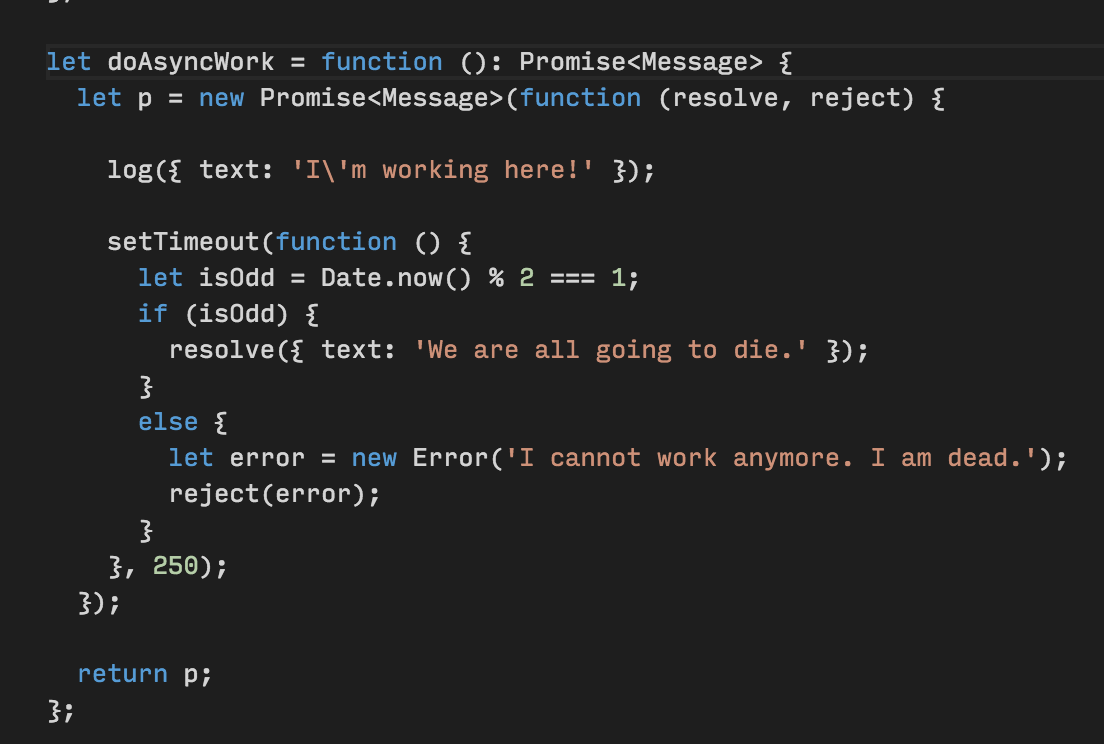 let doAsyncWork = function (): Promise<Message> {
  let p = new Promise<Message>(function (resolve, reject) {

    log({ text: 'I\'m working here!' });

    setTimeout(function () {
      let isOdd = Date.now() % 2 === 1;
      if (isOdd) {
        resolve({ text: 'We are all going to die.' });
      }
      else {
        let error = new Error('I cannot work anymore. I am dead.');
        reject(error);
      }
    }, 250);
  });

  return p;
};